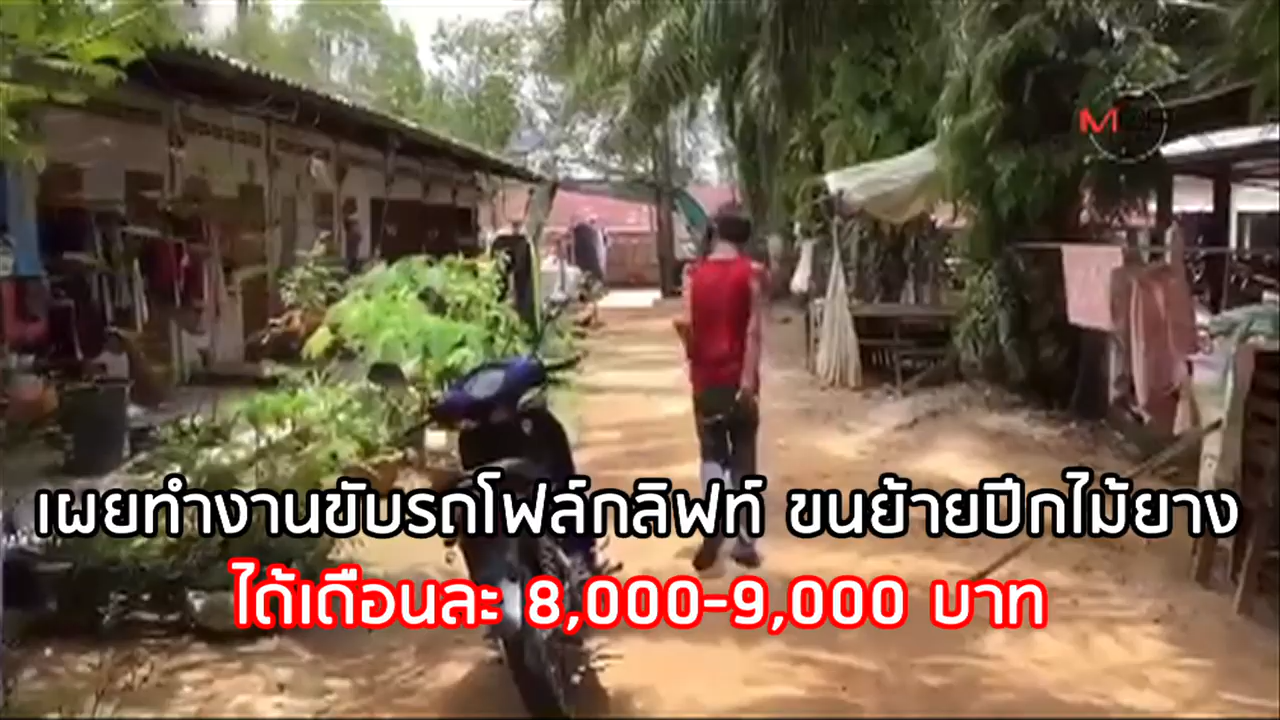 เผยทำงานขับรถโฟล์กลิฟท์ ขนย้ายปีกไม้ยาง
ได้เดือนละ 8,000-9,000 บาท